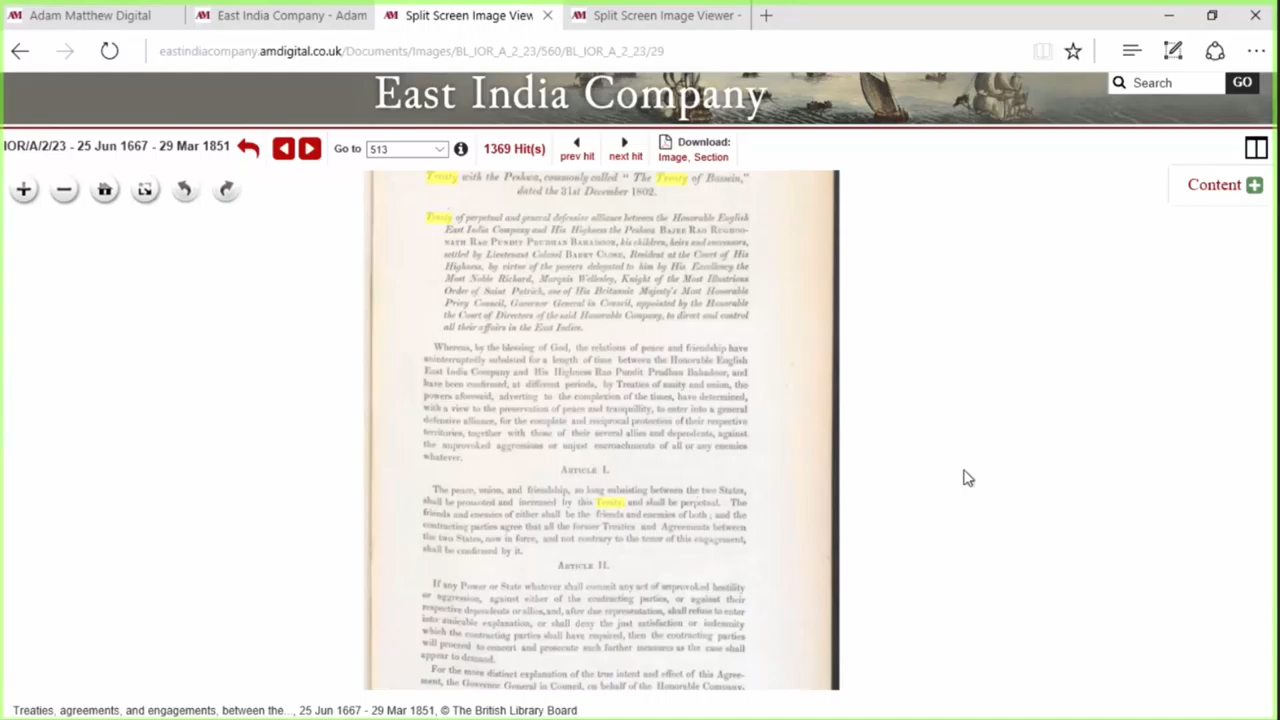 Adam Matthew Digital
East India Company - Adam
Split Screen Image View
Split Screen Image Viewer -
eastindiacompany.amdigital.co.uk/Documents/Images/BL_IOR_A_2_23/560/BL_IOR_A_2_23/29
East India Company
Search
GO
IOR/A/2/23 - 25 Jun 1667 - 29 Mar 1851
Go to
513
1369 Hit(s)
prev hit
next hit
Download:
Image, Section
Content
Treaty with the Peshwa, commonly called "The Treaty of Bassein,"
dated the 31st December 1802.
Treaty of perpetual and general defensive alliance between the Honorable English
East India Company and His Highness the Peshwa BAJEE RAO RUGHOO-
NATH RAO PUNDIT PRUDHAN BAHADOOR, his children, heirs and successors,
settled by Lieutenant Colonel BARRY CLOSE, Resident at the Court of His
Highness, by virtue of the powers delegated to him by His Excellency the
Most Noble Richard, Marquis Wellesley, Knight of the Most Illustrious
Order of Saint Patrick, one of His Britannic Majesty's Most Honorable
Privy Council, Governor General in Council, appointed by the Honorable
the Court of Directors of the said Honorable Company, to direct and control
all their affairs in the East Indies.
Whereas, by the blessing of God, the relations of peace and friendship have
uninterruptedly subsisted for a length of time between the Honorable English
East India Company and His Highness Rao Pundit Prudhan Bahadoor, and
have been confirmed, at different periods, by Treaties of amity and union, the
powers aforesaid, adverting to the complexion of the times, have determined,
with a view to the preservation of peace and tranquillity, to enter into a general
defensive alliance, for the complete and reciprocal protection of their respective
territories, together with those of their several allies and dependents, against
the unprovoked aggressions or unjust encroachments of all or any enemies
whatever.
ARTICLE I.
The peace, union, and friendship, so long subsisting between the two States,
shall be promoted and increased by this Treaty, and shall be perpetual. The
friends and enemies of either shall be the friends and enemies of both; and the
contracting parties agree that all the former Treaties and Agreements between
the two States, now in force, and not contrary to the tenor of this engagement,
shall be confirmed by it.
ARTICLE II.
If any Power or State whatever shall commit any act of unprovoked hostility
or aggression, against either of the contracting parties, or against their
respective dependents or allies, and, after due representation, shall refuse to enter
into amicable explanation, or shall deny the just satisfaction or indemnity
which the contracting parties shall have required, then the contracting parties
will proceed to concert and prosecute such further measures as the case shall
appear to demand.
For the more distinct explanation of the true intent and effect of this Agree-
ment, the Governor General in Council, on behalf of the Honorable Company,
Treaties, agreements, and engagements, between the..., 25 Jun 1667 - 29 Mar 1851, © The British Library Board